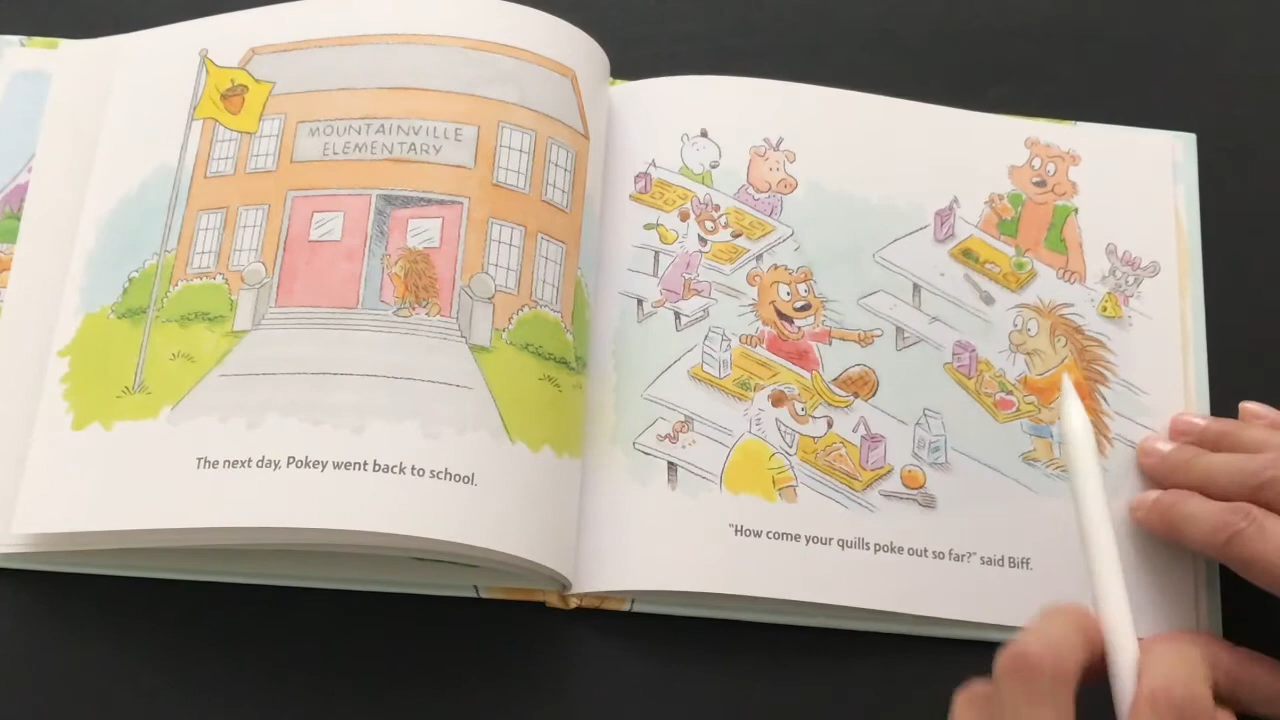 MOUNTAINVILLE
ELEMENTARY
The next day, Pokey went back to school.
"How come your quills poke out so far?" said Biff.